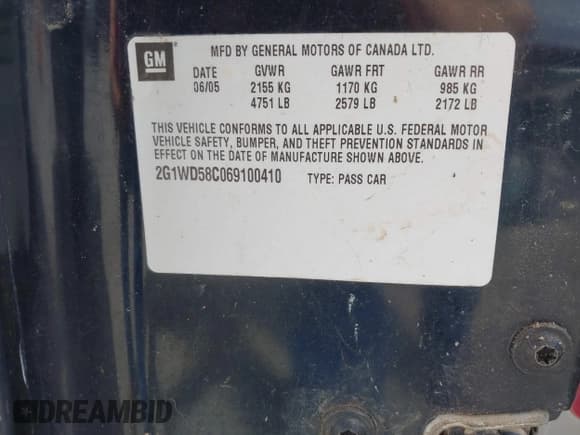 GM
MFD BY GENERAL MOTORS OF CANADA LTD.
DATE GVWR GAWR FRT GAWR RR
06/05 2155 KG 1170 KG 985 KG
4751 LB 2579 LB 2172 LB
THIS VEHICLE CONFORMS TO ALL APPLICABLE U.S. FEDERAL MOTOR
VEHICLE SAFETY, BUMPER, AND THEFT PREVENTION STANDARDS IN
EFFECT ON THE DATE OF MANUFACTURE SHOWN ABOVE.
2G1WD58C069100410 TYPE: PASS CAR
DREAMBID